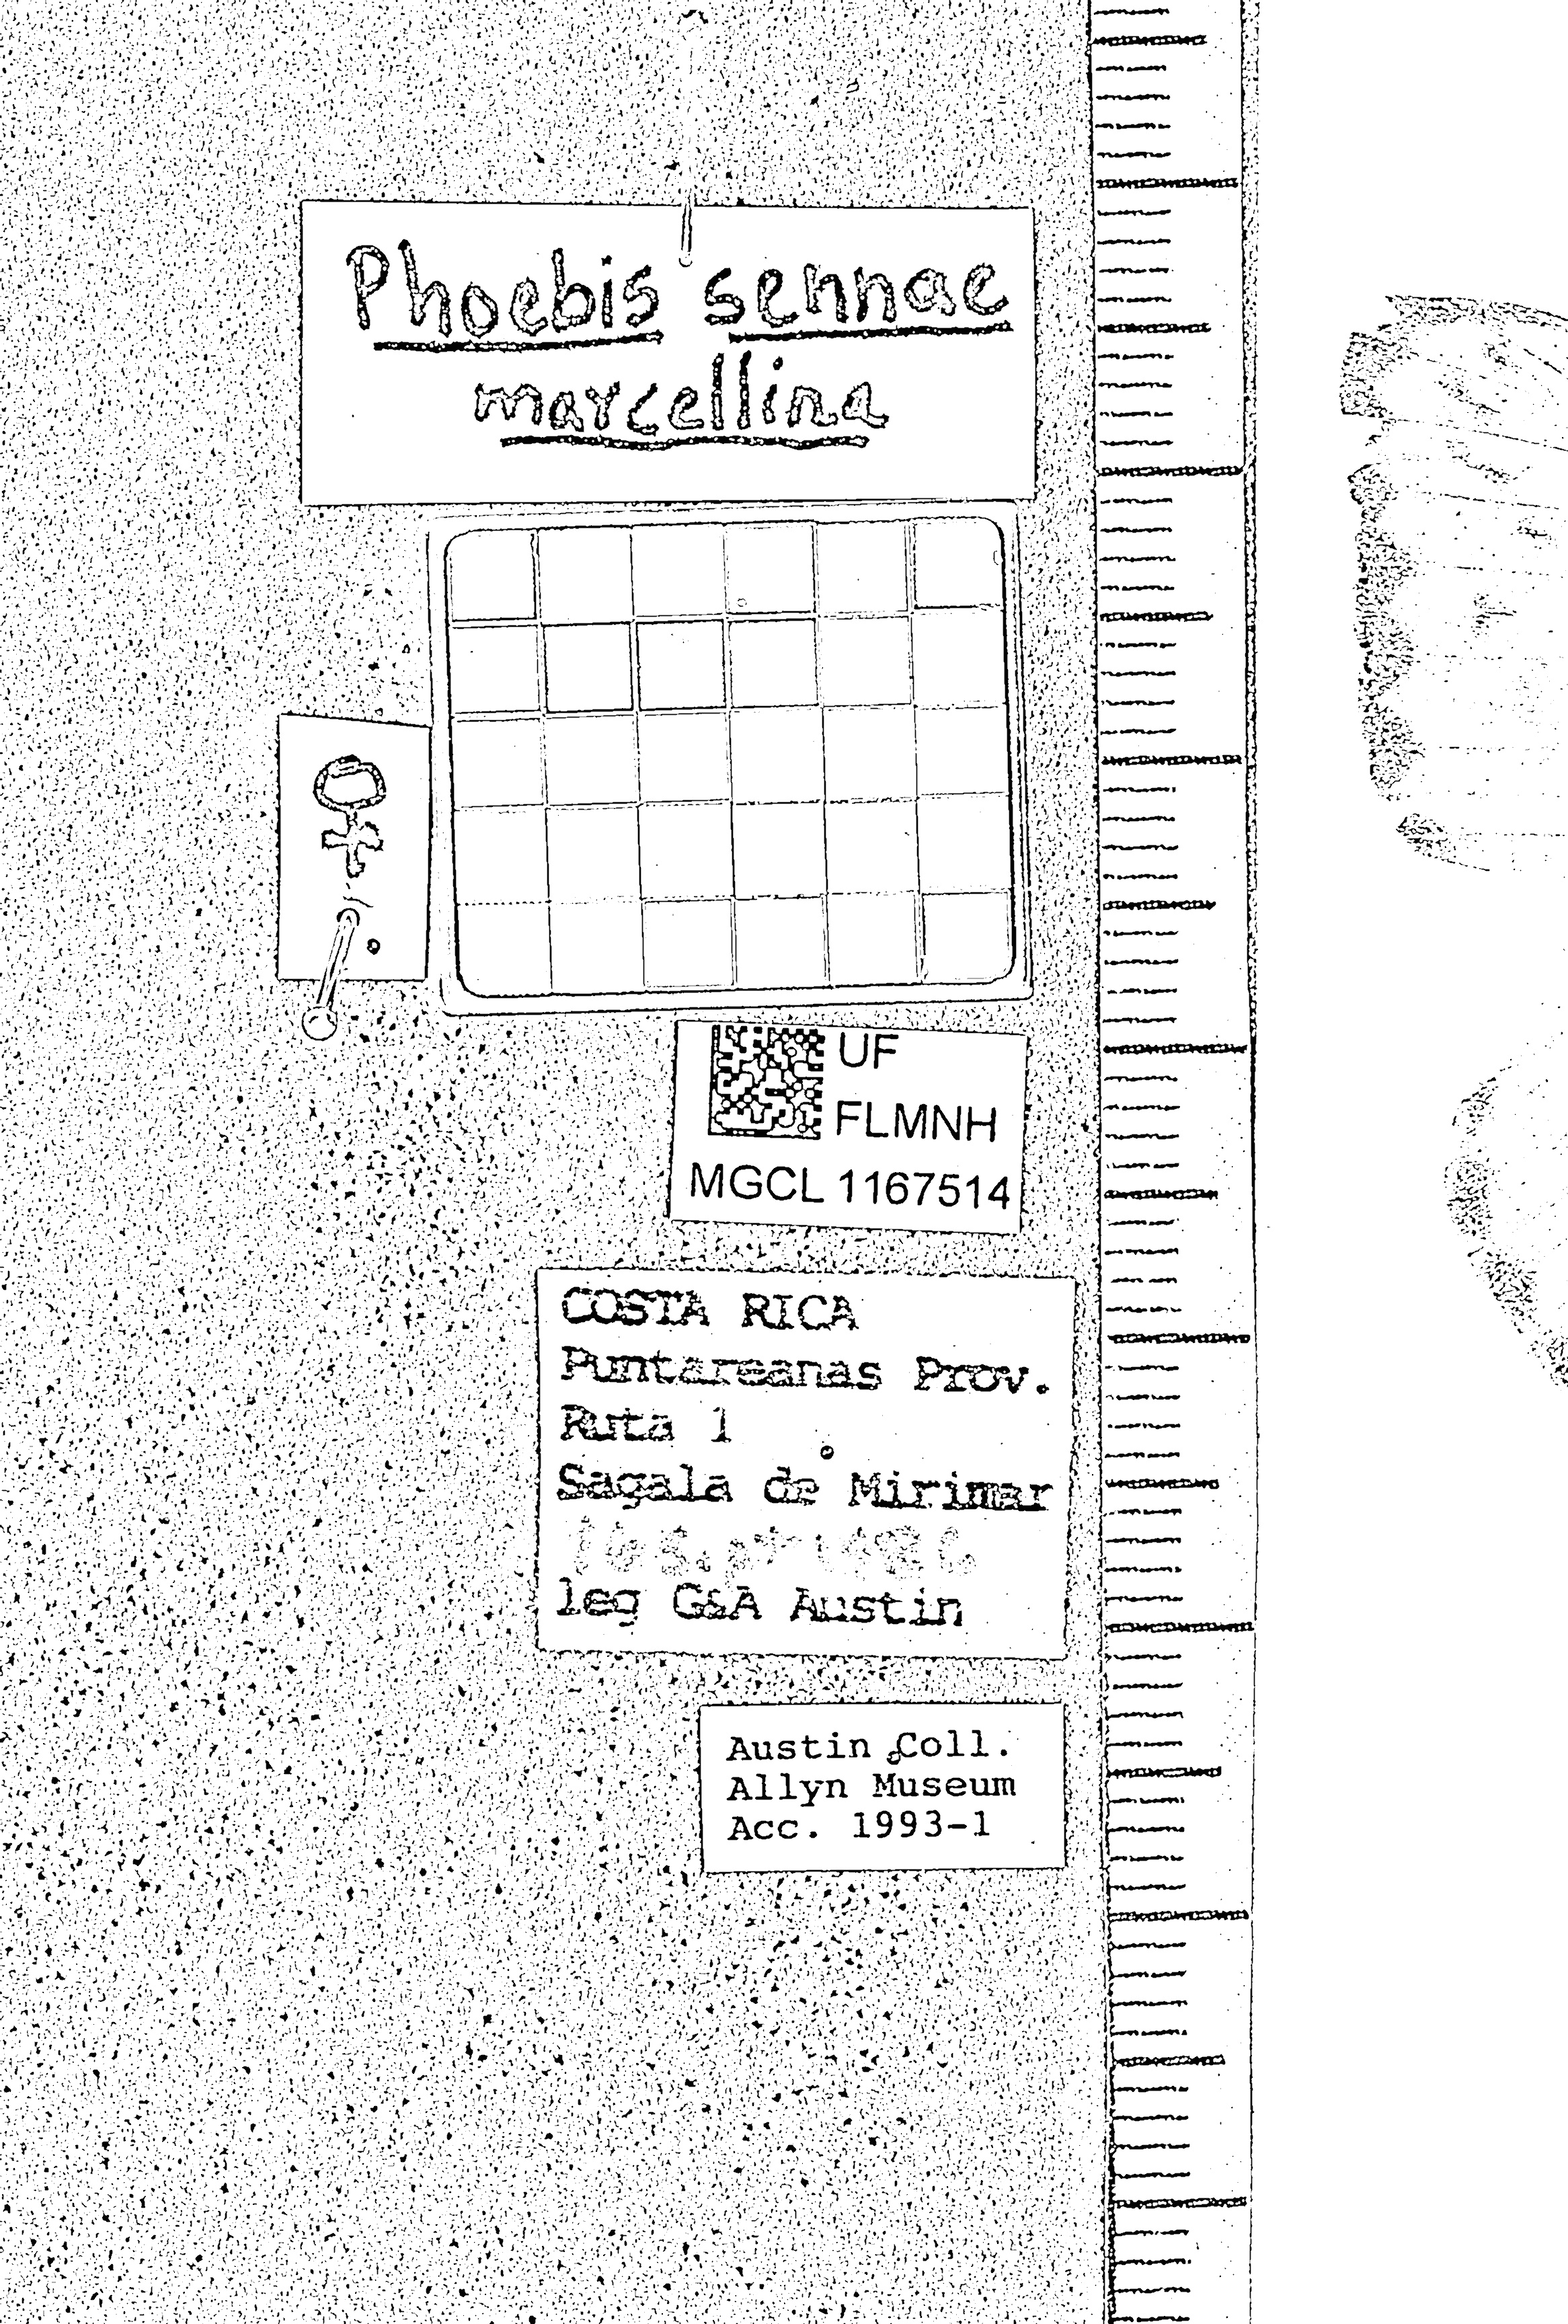 Phoebis sennae
marcellina
♀
UF
FLMNH
MGCL 1167514
COSTA RICA
Puntareanas Prov.
Ruta 1
Sagala de Mirimar
leg G&A Austin
Austin Coll.
Allyn Museum
Acc. 1993-1